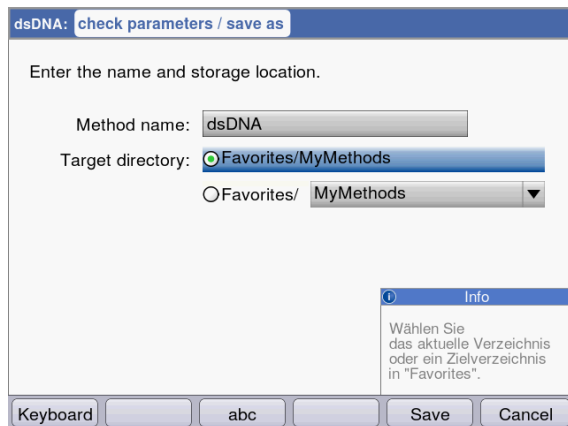 dsDNA: check parameters / save as
Enter the name and storage location.
Method name: dsDNA
Target directory: Favorites/MyMethods
Favorites/ MyMethods
Info
Wählen Sie
das aktuelle Verzeichnis
oder ein Zielverzeichnis
in "Favorites".
Keyboard abc Save Cancel